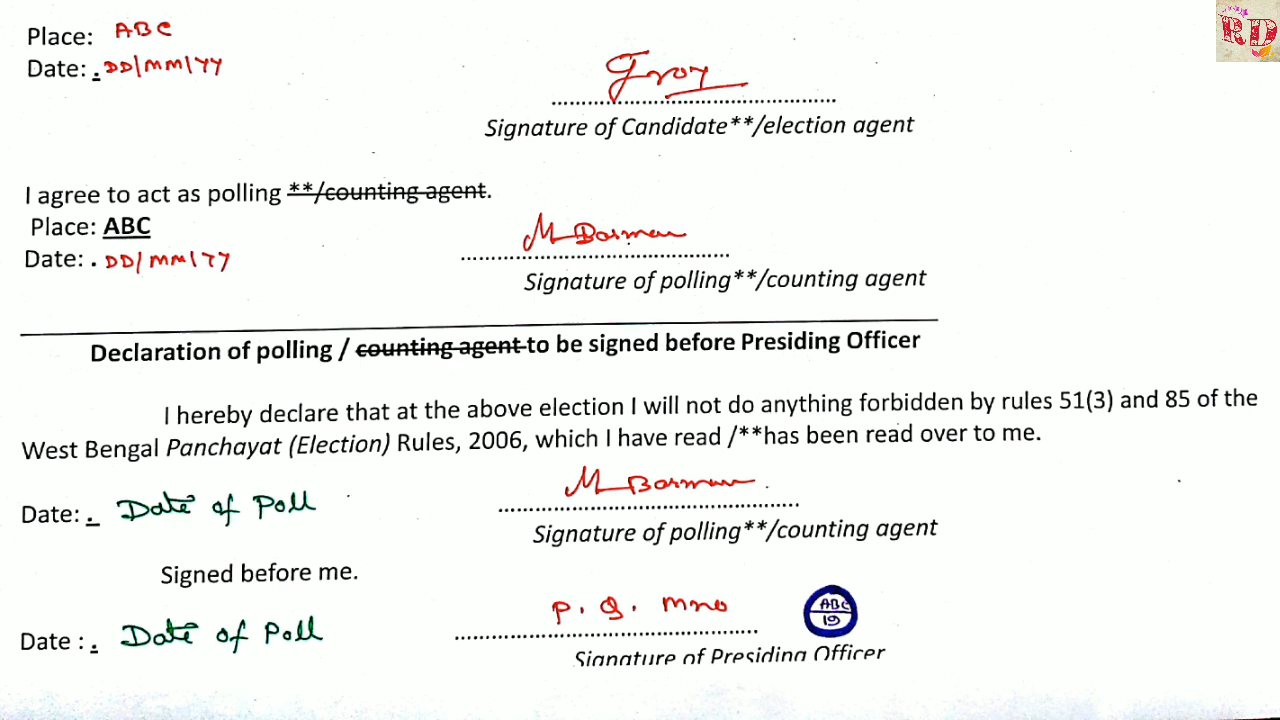 Place: ABC
RD
Date: . DD/MM/YY
Groy
Signature of Candidate**/election agent
I agree to act as polling **/counting agent.
Place: ABC
M Barman
Date: . DD/MM/YY
Signature of polling**/counting agent
Declaration of polling / counting agent to be signed before Presiding Officer
I hereby declare that at the above election I will not do anything forbidden by rules 51(3) and 85 of the
West Bengal Panchayat (Election) Rules, 2006, which I have read /**has been read over to me.
M Barman
Date: . Date of Poll
Signature of polling**/counting agent
Signed before me.
P. Q. Mno
ABC
19
Date : . Date of Poll
Signature of Presiding Officer